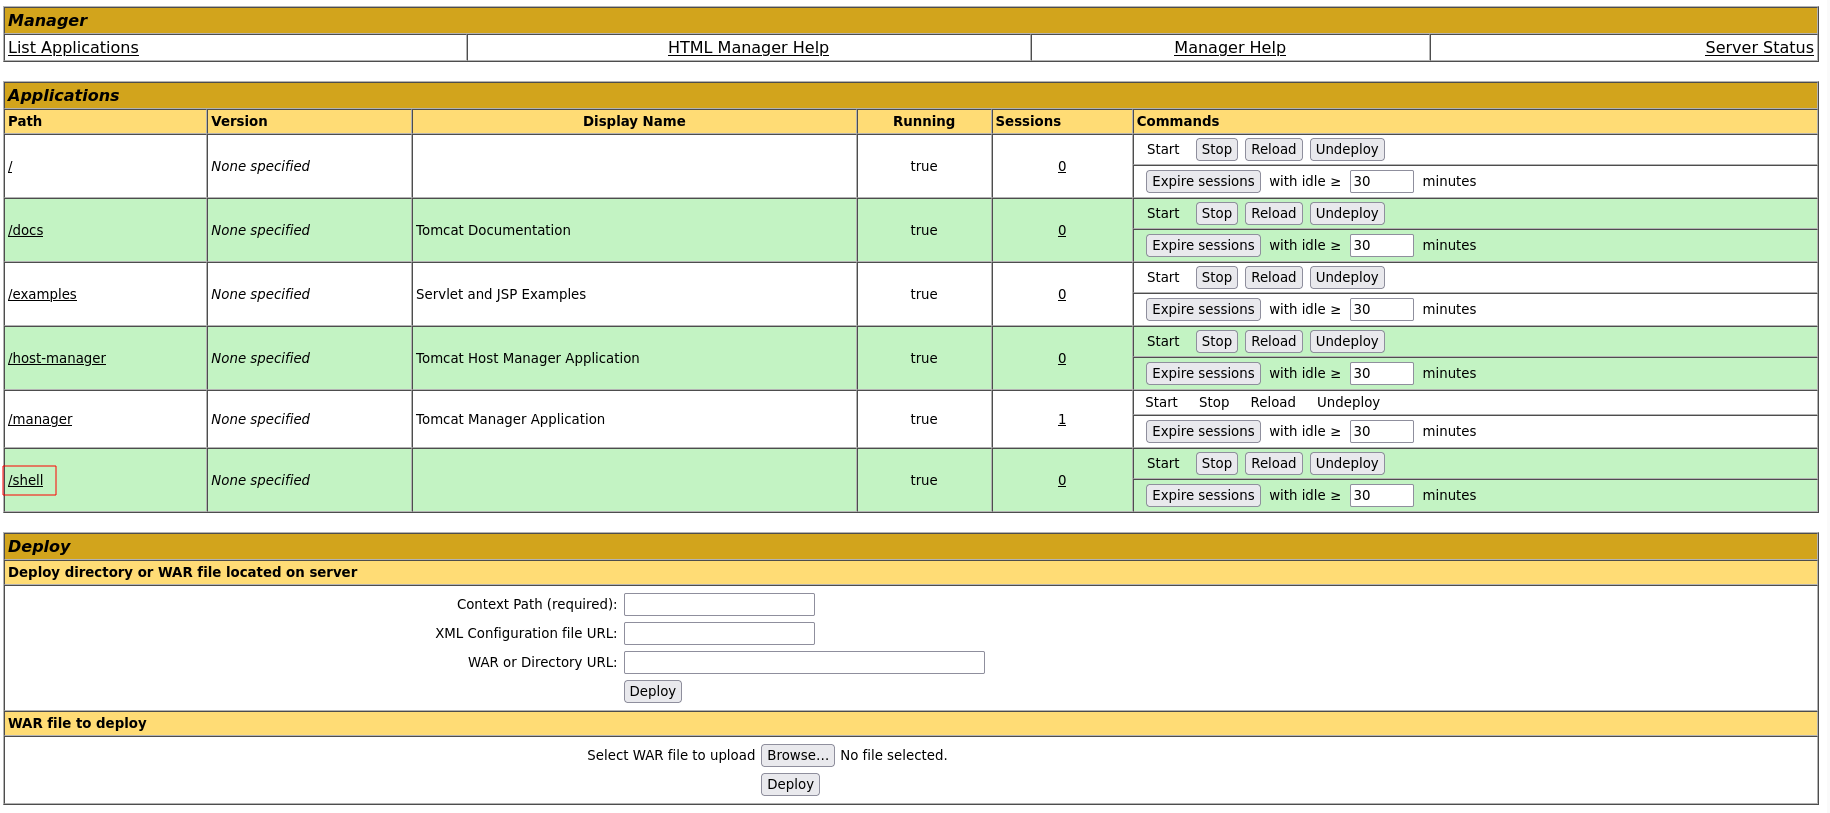 Manager
List Applications HTML Manager Help Manager Help Server Status
Applications
Path Version Display Name Running Sessions Commands
/ None specified true 0 Start Stop Reload Undeploy
Expire sessions with idle ≥ 30 minutes
/docs None specified Tomcat Documentation true 0 Start Stop Reload Undeploy
Expire sessions with idle ≥ 30 minutes
/examples None specified Servlet and JSP Examples true 0 Start Stop Reload Undeploy
Expire sessions with idle ≥ 30 minutes
/host-manager None specified Tomcat Host Manager Application true 0 Start Stop Reload Undeploy
Expire sessions with idle ≥ 30 minutes
/manager None specified Tomcat Manager Application true 1 Start Stop Reload Undeploy
Expire sessions with idle ≥ 30 minutes
/shell None specified true 0 Start Stop Reload Undeploy
Expire sessions with idle ≥ 30 minutes
Deploy
Deploy directory or WAR file located on server
Context Path (required):
XML Configuration file URL:
WAR or Directory URL:
Deploy
WAR file to deploy
Select WAR file to upload Browse... No file selected.
Deploy